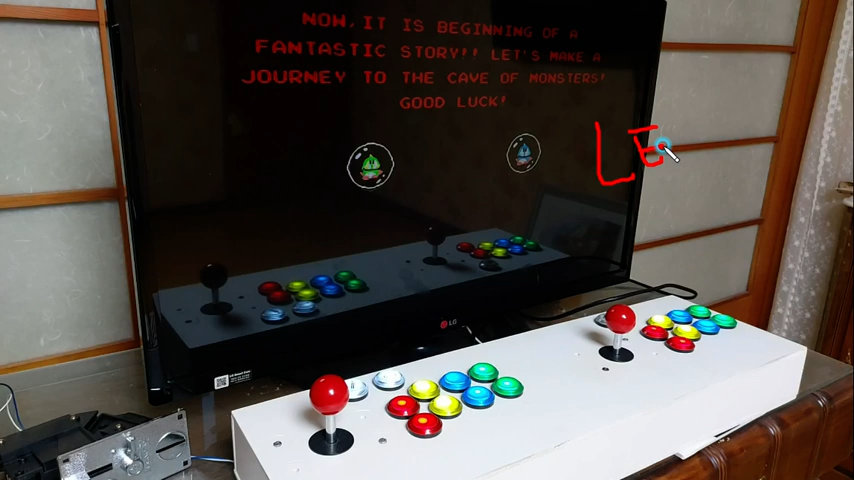 NOW, IT IS BEGINNING OF A
FANTASTIC STORY!! LET'S MAKE A
JOURNEY TO THE CAVE OF MONSTERS!
GOOD LUCK!
LE
LG